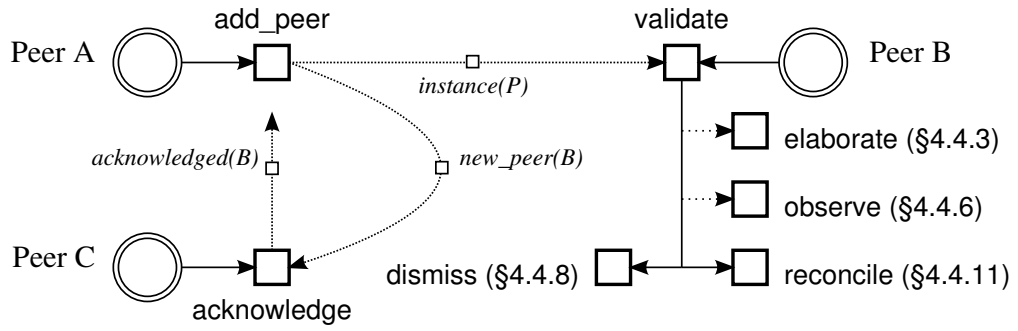 add_peer
validate
Peer A
Peer B
instance(P)
elaborate (§4.4.3)
acknowledged(B)
new_peer(B)
observe (§4.4.6)
Peer C
dismiss (§4.4.8)
reconcile (§4.4.11)
acknowledge